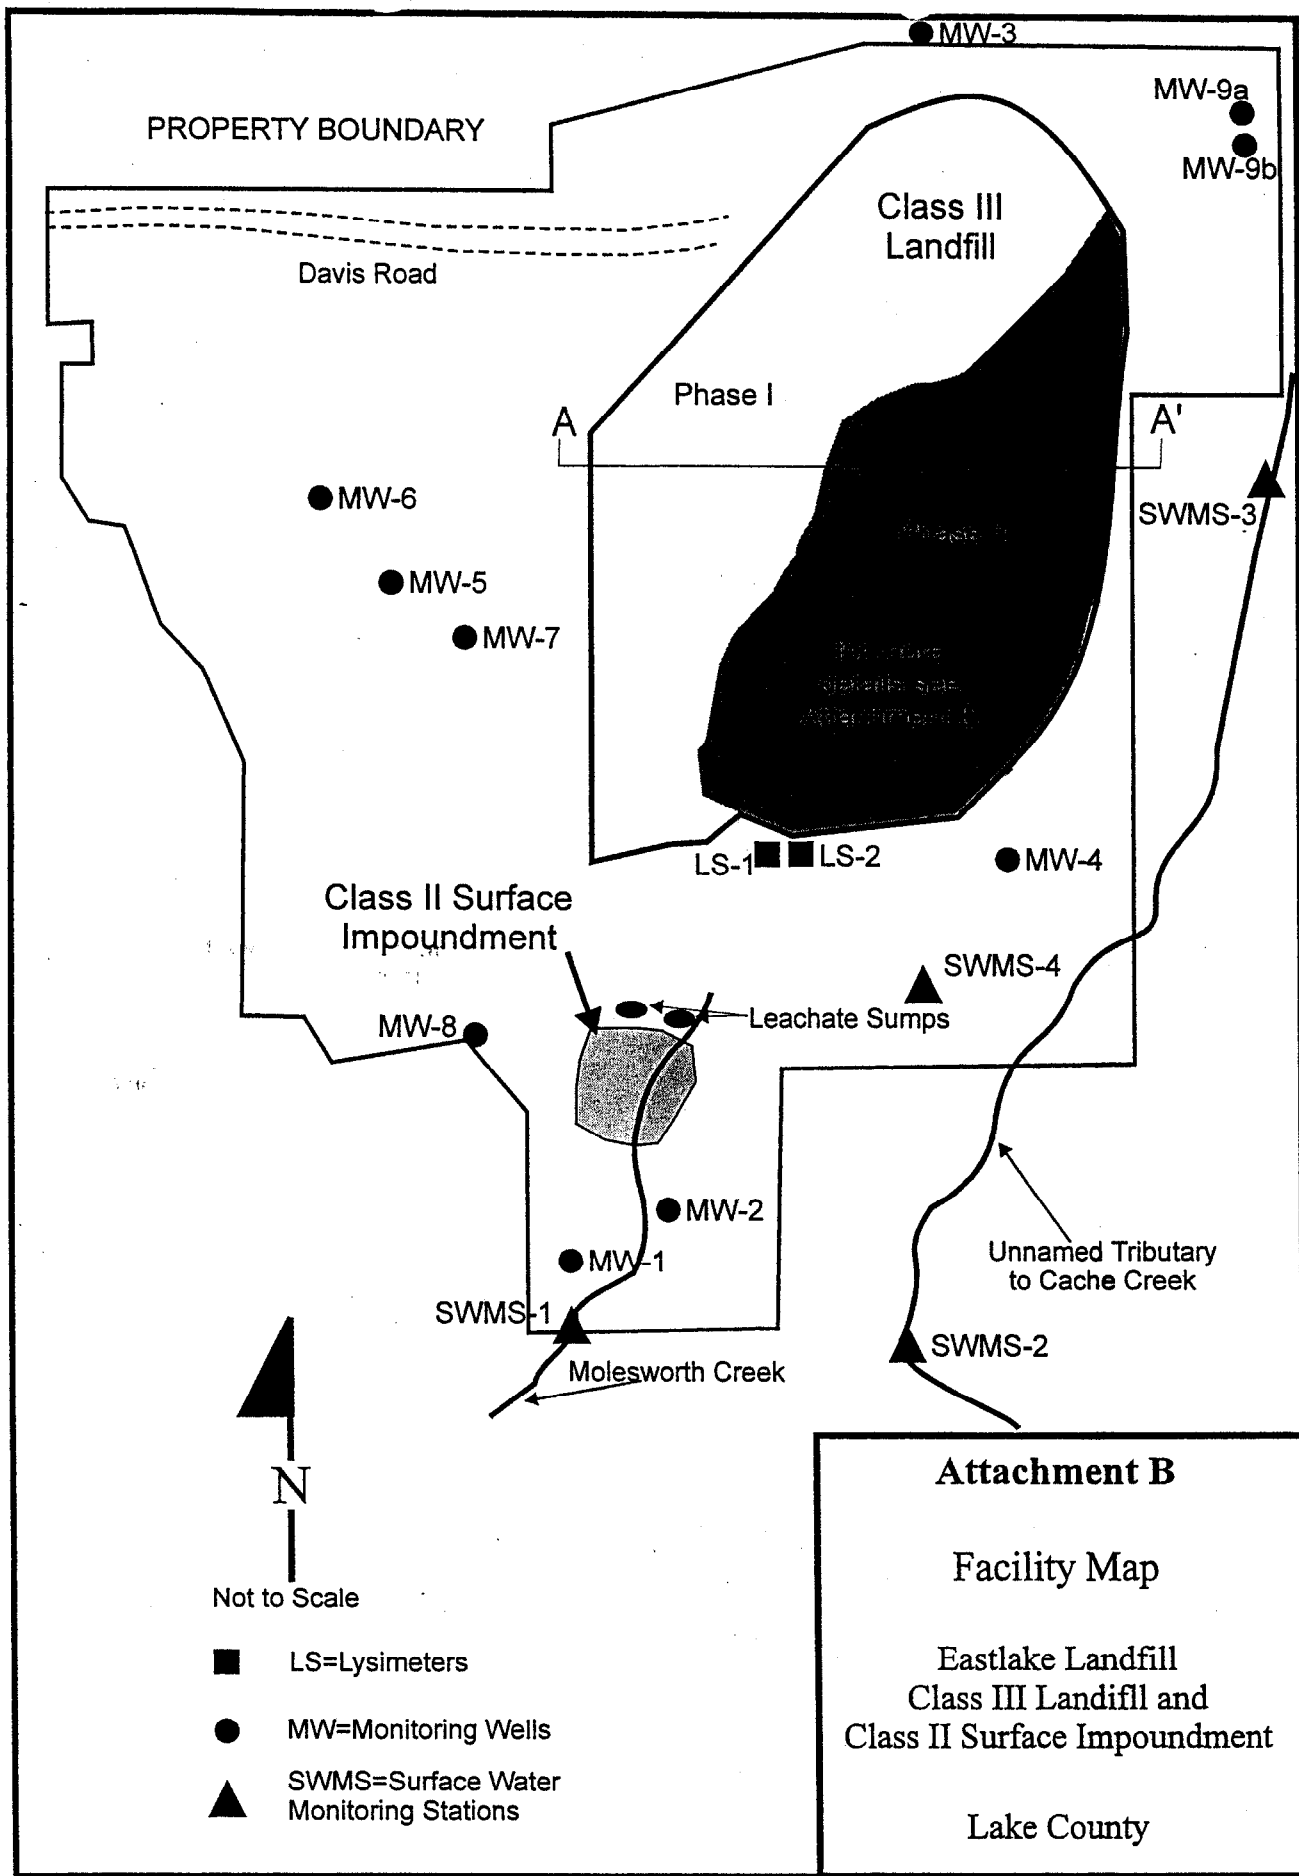 MW-3
MW-9a
MW-9b
PROPERTY BOUNDARY
Class III
Landfill
Davis Road
Phase I
A
A'
SWMS-3
MW-6
MW-5
MW-7
LS-1
LS-2
MW-4
Class II Surface
Impoundment
SWMS-4
Leachate Sumps
MW-8
MW-2
MW-1
Unnamed Tributary
to Cache Creek
SWMS-1
SWMS-2
Molesworth Creek
N
Not to Scale
LS=Lysimeters
MW=Monitoring Wells
SWMS=Surface Water
Monitoring Stations
Attachment B
Facility Map
Eastlake Landfill
Class III Landifll and
Class II Surface Impoundment
Lake County